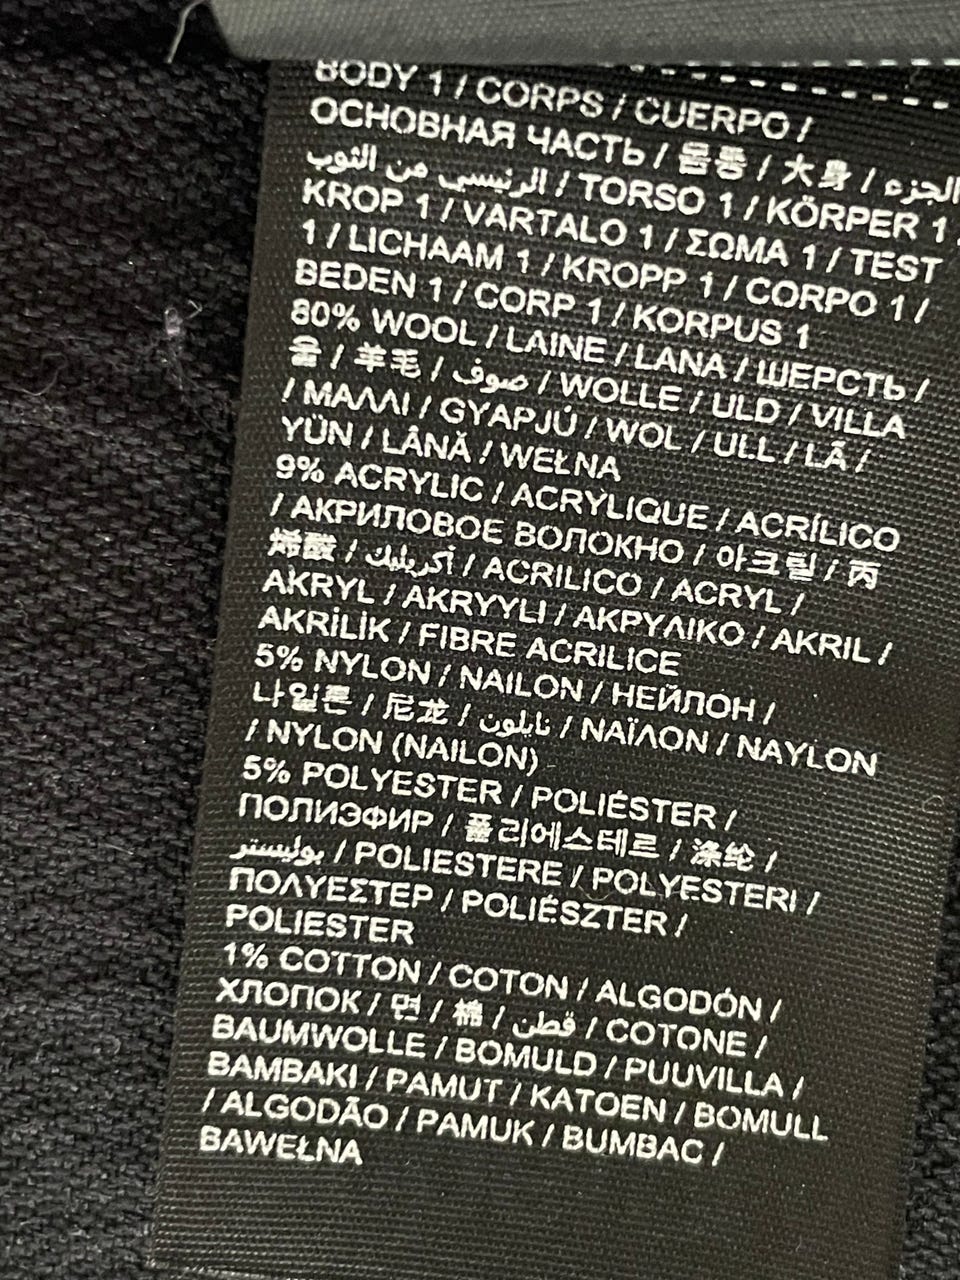 BODY 1 / CORPS / CUERPO /
ОСНОВНАЯ ЧАСТЬ / 몸통 / 大身 / الجزء
الرئيسي من الثوب / TORSO 1 / KÖRPER 1
KROP 1 / VARTALO 1 / ΣΩΜΑ 1 / TEST
1 / LICHAAM 1 / KROPP 1 / CORPO 1 /
BEDEN 1 / CORP 1 / KORPUS 1
80% WOOL / LAINE / LANA / ШЕРСТЬ /
울 / 羊毛 / صوف / WOLLE / ULD / VILLA
/ ΜΑΛΛΙ / GYAPJÚ / WOL / ULL / LÃ /
YÜN / LÂNĂ / WEŁNA
9% ACRYLIC / ACRYLIQUE / ACRÍLICO
/ АКРИЛОВОЕ ВОЛОКНО / 아크릴 / 丙
烯酸 / أكريليك / ACRILICO / ACRYL /
AKRYL / AKRYYLI / ΑΚΡΥΛΙΚΟ / AKRIL /
AKRİLİK / FIBRE ACRILICE
5% NYLON / NAILON / НЕЙЛОН /
나일론 / 尼龙 / نايلون / ΝΑΪΛΟΝ / NAYLON
/ NYLON (NAILON)
5% POLYESTER / POLIÉSTER /
ПОЛИЭФИР / 폴리에스테르 / 涤纶 /
بوليستر / POLIESTERE / POLYESTERI /
ΠΟΛΥΕΣΤΕΡ / POLIÉSZTER /
POLIESTER
1% COTTON / COTON / ALGODÓN /
ХЛОПОК / 면 / 棉 / قطن / COTONE /
BAUMWOLLE / BOMULD / PUUVILLA /
BAMBAKI / PAMUT / KATOEN / BOMULL
/ ALGODÃO / PAMUK / BUMBAC /
BAWEŁNA